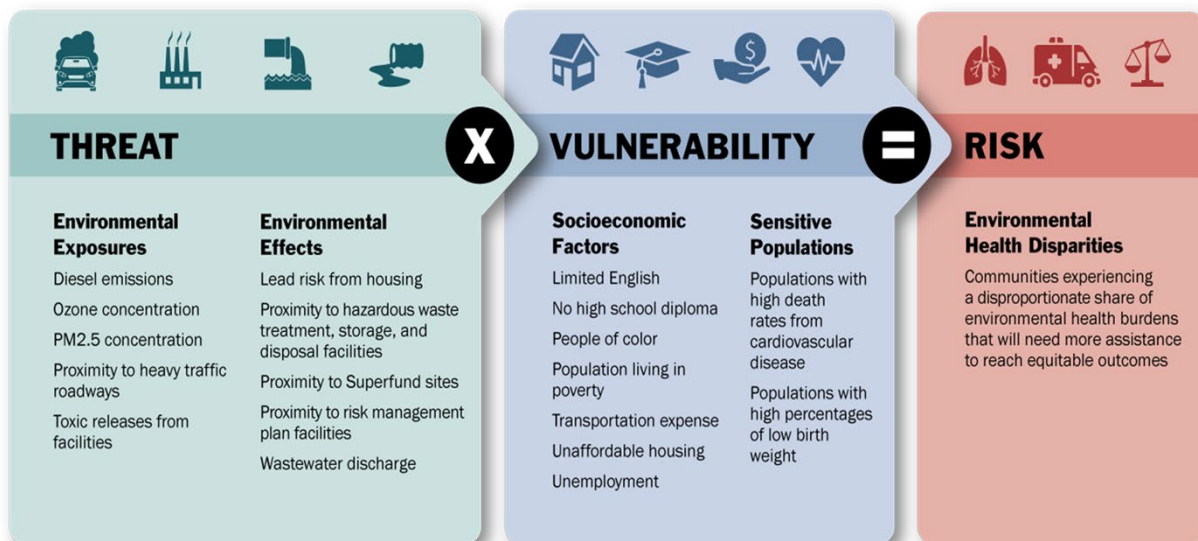 THREAT
X
VULNERABILITY
=
RISK
Environmental
Exposures
Diesel emissions
Ozone concentration
PM2.5 concentration
Proximity to heavy traffic
roadways
Toxic releases from
facilities
Environmental
Effects
Lead risk from housing
Proximity to hazardous waste
treatment, storage, and
disposal facilities
Proximity to Superfund sites
Proximity to risk management
plan facilities
Wastewater discharge
$
Socioeconomic
Factors
Limited English
No high school diploma
People of color
Population living in
poverty
Transportation expense
Unaffordable housing
Unemployment
Sensitive
Populations
Populations with
high death
rates from
cardiovascular
disease
Populations with
high percentages
of low birth
weight
Environmental
Health Disparities
Communities experiencing
a disproportionate share of
environmental health burdens
that will need more assistance
to reach equitable outcomes